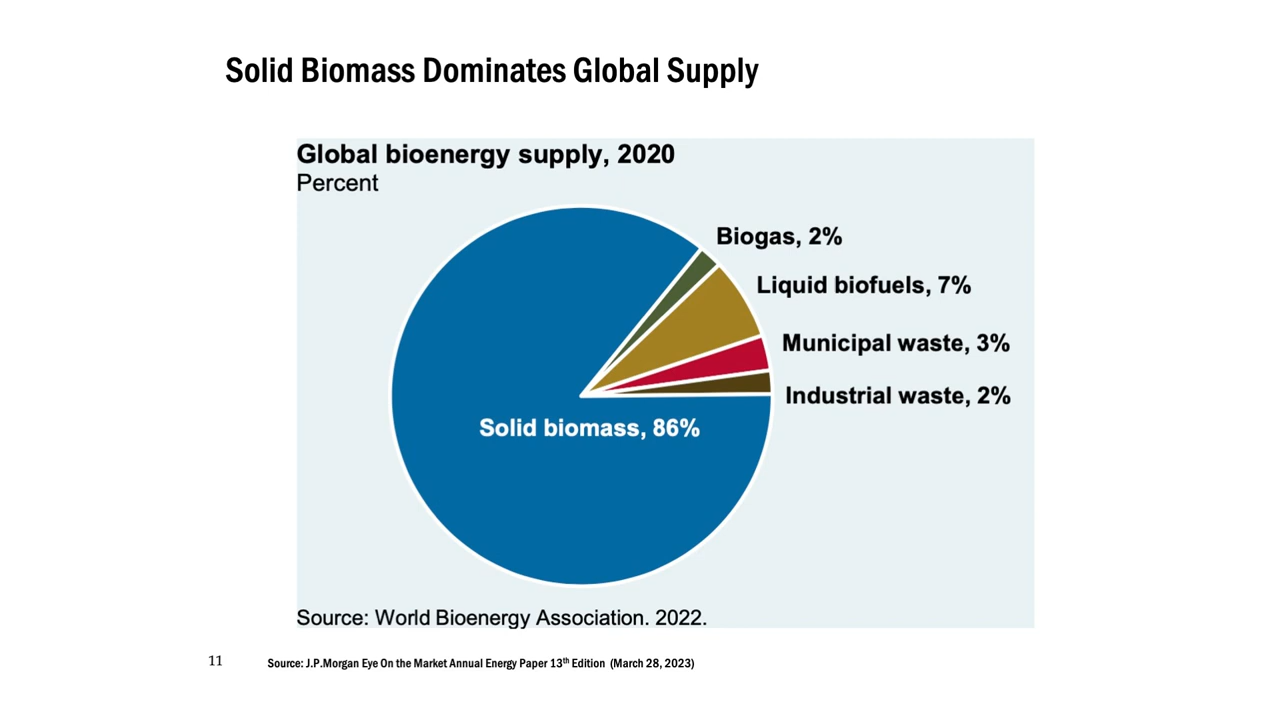 Solid Biomass Dominates Global Supply
Global bioenergy supply, 2020
Percent
Biogas, 2%
Liquid biofuels, 7%
Municipal waste, 3%
Industrial waste, 2%
Solid biomass, 86%
Source: World Bioenergy Association. 2022.
11
Source: J.P.Morgan Eye On the Market Annual Energy Paper 13th Edition (March 28, 2023)